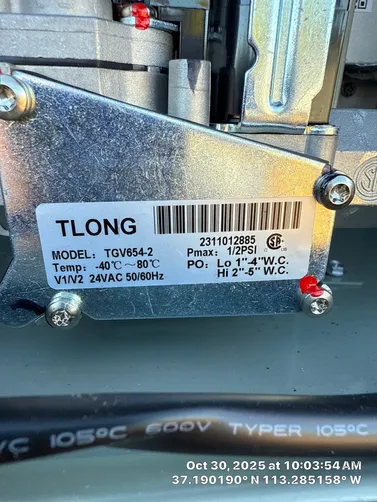 TLONG
2311012885
MODEL: TGV654-2
Pmax: 1/2PSI
Temp: -40℃ ~80℃
PO: Lo 1"-4"W.C.
V1/V2 24VAC 50/60Hz
Hi 2"-5" W.C.
VC 105°C 600V TYPER 105°C
Oct 30, 2025 at 10:03:54 AM
37.190190° N 113.285158° W